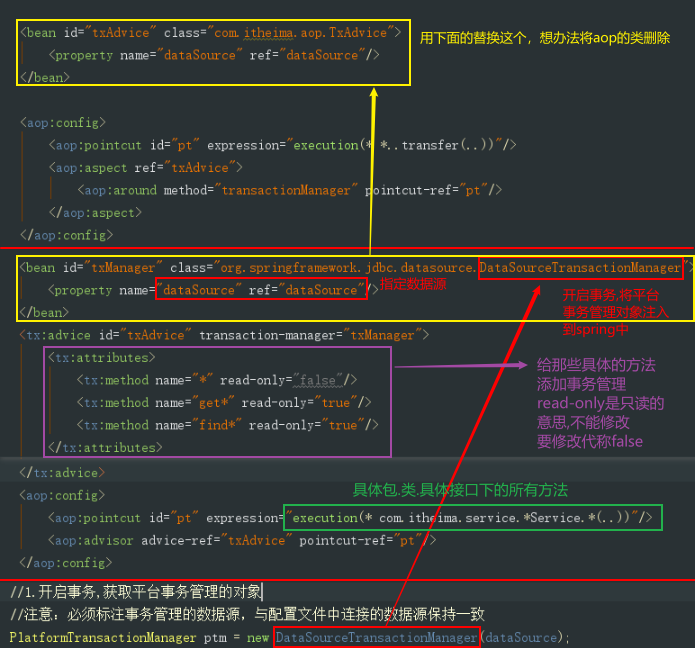 <bean id="txAdvice" class="com.itheima.aop.TxAdvice">
用下面的替换这个，想办法将aop的类删除
<property name="dataSource" ref="dataSource"/>
</bean>
<aop:config>
<aop:pointcut id="pt" expression="execution(* *..transfer(..))"/>
<aop:aspect ref="txAdvice">
<aop:around method="transactionManager" pointcut-ref="pt"/>
</aop:aspect>
</aop:config>
<bean id="txManager" class="org.springframework.jdbc.datasource.DataSourceTransactionManager">
<property name="dataSource" ref="dataSource"/>
指定数据源
</bean>
开启事务,将平台
事务管理对象注入
到spring中
<tx:advice id="txAdvice" transaction-manager="txManager">
<tx:attributes>
<tx:method name="*" read-only="false"/>
<tx:method name="get*" read-only="true"/>
<tx:method name="find*" read-only="true"/>
</tx:attributes>
给那些具体的方法
添加事务管理
read-only是只读的
意思,不能修改
要修改代称false
</tx:advice>
<aop:config>
具体包.类.具体接口下的所有方法
<aop:pointcut id="pt" expression="execution(* com.itheima.service.*Service.*(..))"/>
<aop:advisor advice-ref="txAdvice" pointcut-ref="pt"/>
</aop:config>
//1.开启事务,获取平台事务管理的对象
//注意：必须标注事务管理的数据源，与配置文件中连接的数据源保持一致
PlatformTransactionManager ptm = new DataSourceTransactionManager(dataSource);